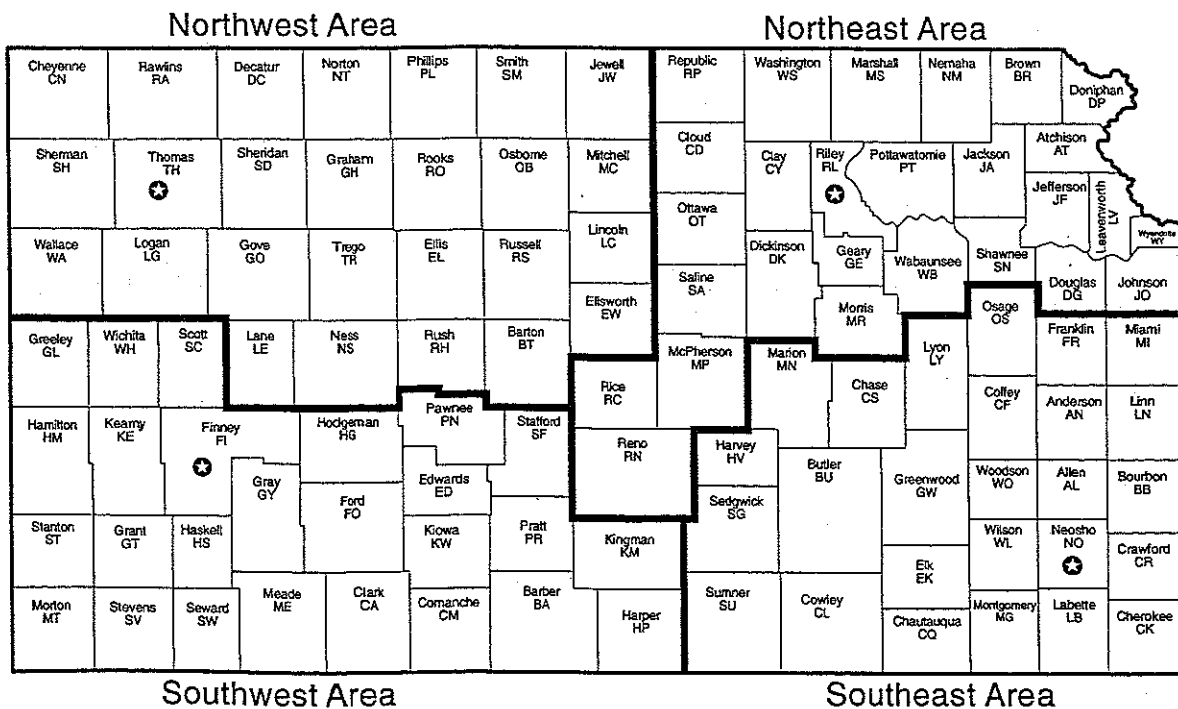 Northwest Area
Northeast Area
Cheyenne
CN
Rawlins
RA
Decatur
DC
Norton
NT
Phillips
PL
Smith
SM
Jewell
JW
Republic
RP
Washington
WS
Marshall
MS
Nemaha
NM
Brown
BR
Doniphan
DP
Sherman
SH
Thomas
TH
Sheridan
SD
Graham
GH
Rooks
RO
Osborne
OB
Mitchell
MC
Cloud
CD
Clay
CY
Riley
RL
Pottawatomie
PT
Jackson
JA
Atchison
AT
Jefferson
JF
Leavenworth
LV
Wyandotte
WY
Wallace
WA
Logan
LG
Gove
GO
Trego
TR
Ellis
EL
Russell
RS
Lincoln
LC
Ottawa
OT
Dickinson
DK
Geary
GE
Wabaunsee
WB
Shawnee
SN
Douglas
DG
Johnson
JO
Ellsworth
EW
Saline
SA
Morris
MR
Osage
OS
Greeley
GL
Wichita
WH
Scott
SC
Lane
LE
Ness
NS
Rush
RH
Barton
BT
Rice
RC
McPherson
MP
Marion
MN
Chase
CS
Lyon
LY
Franklin
FR
Miami
MI
Hamilton
HM
Kearny
KE
Finney
FI
Hodgeman
HG
Pawnee
PN
Stafford
SF
Reno
RN
Harvey
HV
Butler
BU
Greenwood
GW
Coffey
CF
Anderson
AN
Linn
LN
Gray
GY
Ford
FO
Edwards
ED
Sedgwick
SG
Woodson
WO
Allen
AL
Bourbon
BB
Stanton
ST
Grant
GT
Haskell
HS
Kiowa
KW
Pratt
PR
Kingman
KM
Elk
EK
Wilson
WL
Neosho
NO
Crawford
CR
Morton
MT
Stevens
SV
Seward
SW
Meade
ME
Clark
CA
Comanche
CM
Barber
BA
Harper
HP
Sumner
SU
Cowley
CL
Chautauqua
CQ
Montgomery
MG
Labette
LB
Cherokee
CK
Southwest Area
Southeast Area